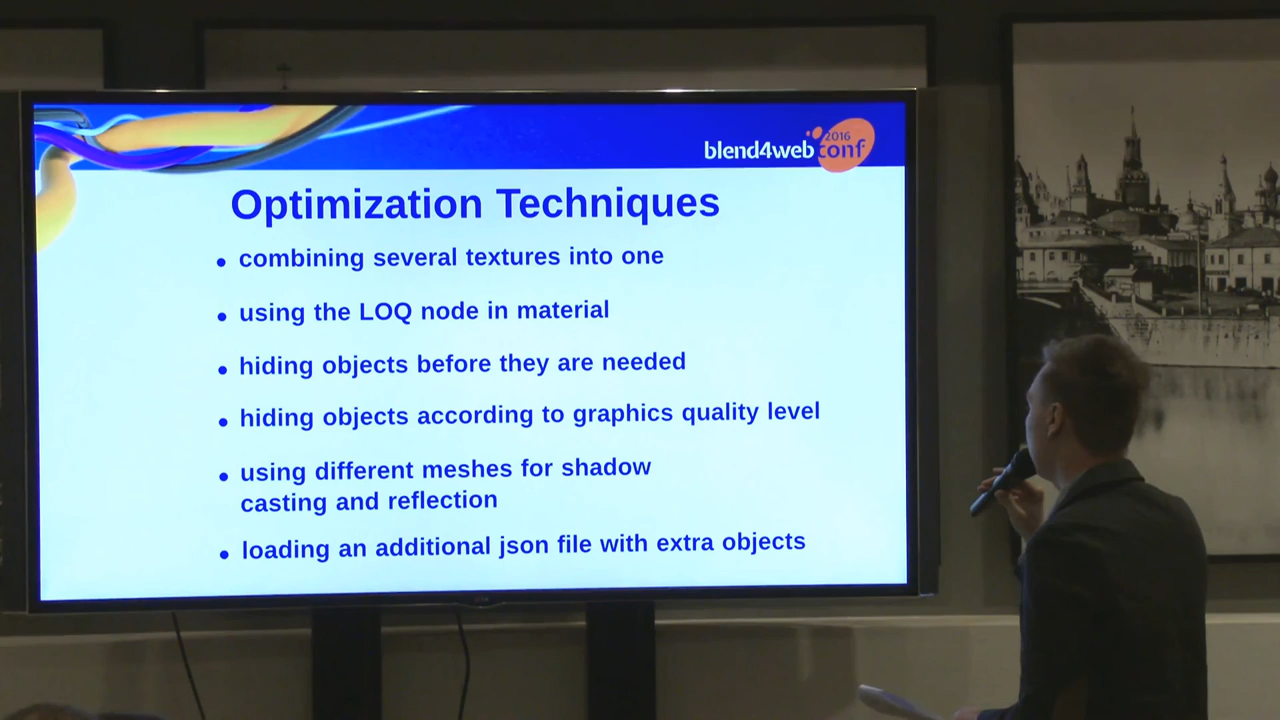 2016
blend4web conf
Optimization Techniques
• combining several textures into one
• using the LOQ node in material
• hiding objects before they are needed
• hiding objects according to graphics quality level
• using different meshes for shadow
casting and reflection
• loading an additional json file with extra objects